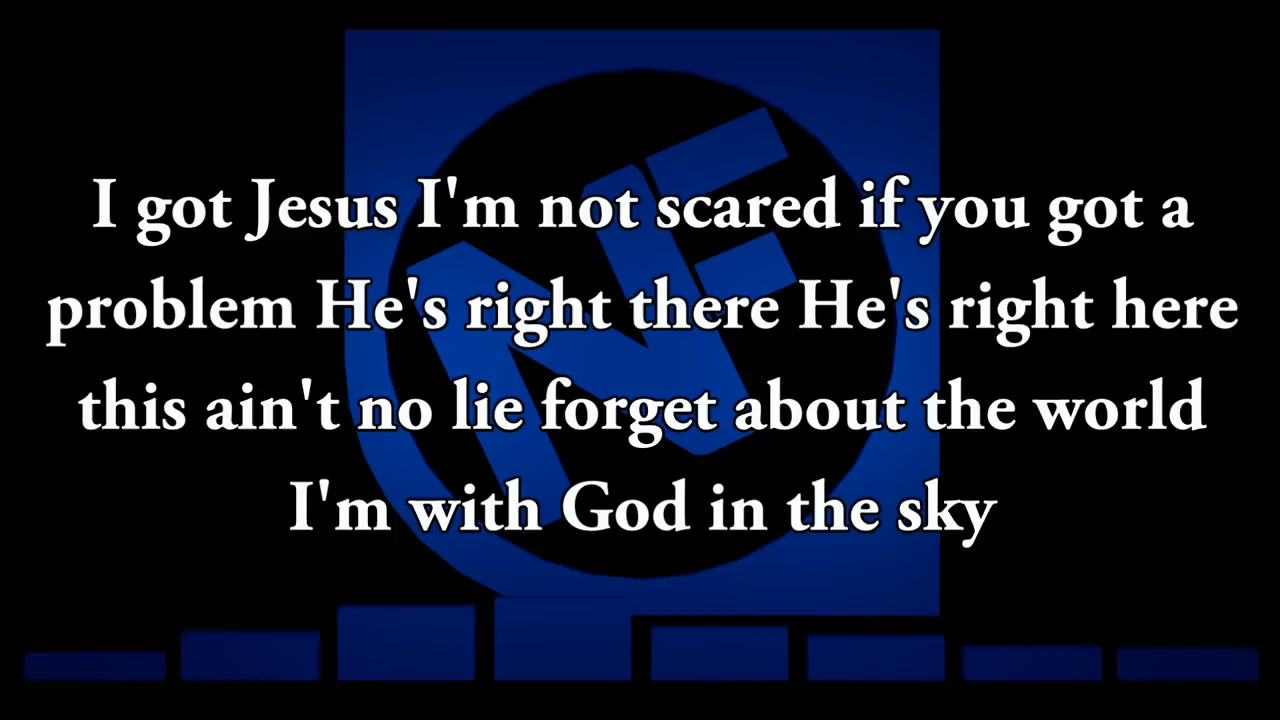 I got Jesus I'm not scared if you got a
problem He's right there He's right here
this ain't no lie forget about the world
I'm with God in the sky
NF